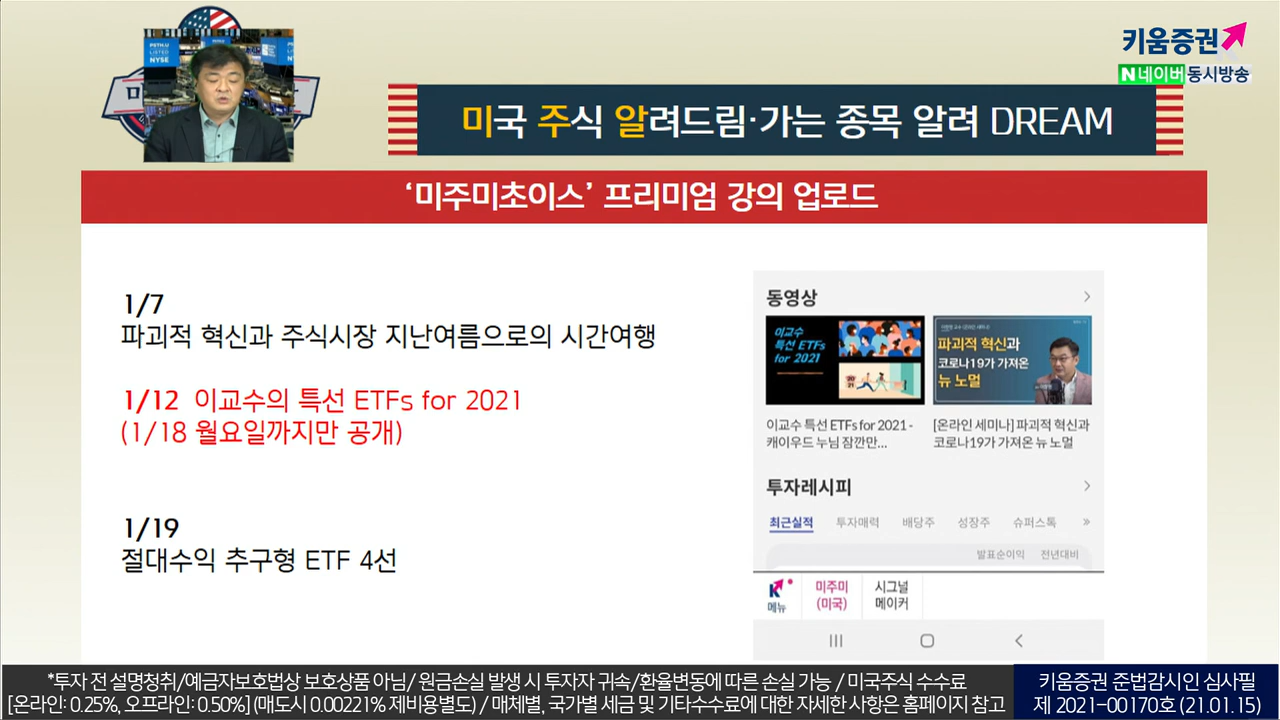 PSTH.U
LISTED
NYSE
키움증권
N 네이버 동시방송
미국 주식 알려드림·가는 종목 알려 DREAM
‘미주미초이스’ 프리미엄 강의 업로드
1/7
파괴적 혁신과 주식시장 지난여름으로의 시간여행
1/12 이교수의 특선 ETFs for 2021
(1/18 월요일까지만 공개)
1/19
절대수익 추구형 ETF 4선
동영상
이교수
특선 ETFs
for 2021
파괴적 혁신과
코로나19가 가져온
뉴 노멀
이교수 특선 ETFs for 2021 -
캐이우드 누님 잠깐만...
[온라인 세미나] 파괴적 혁신과
코로나19가 가져온 뉴 노멀
투자레시피
최근실적 투자매력 배당주 성장주 슈퍼스톡 »
발표순이익 전년대비
메뉴
미주미
(미국)
시그널
메이커
*투자 전 설명청취/예금자보호법상 보호상품 아님/ 원금손실 발생 시 투자자 귀속/환율변동에 따른 손실 가능 / 미국주식 수수료
[온라인: 0.25%, 오프라인: 0.50%] (매도시 0.00221% 제비용별도) / 매체별, 국가별 세금 및 기타수수료에 대한 자세한 사항은 홈페이지 참고
키움증권 준법감시인 심사필
제 2021-00170호 (21.01.15)